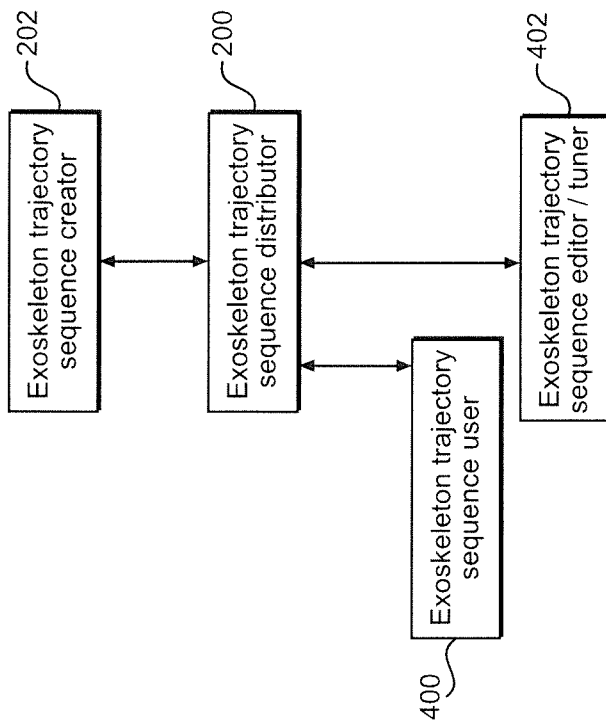 202
Exoskeleton trajectory
sequence creator
200
Exoskeleton trajectory
sequence distributor
400
Exoskeleton trajectory
sequence user
402
Exoskeleton trajectory
sequence editor / tuner